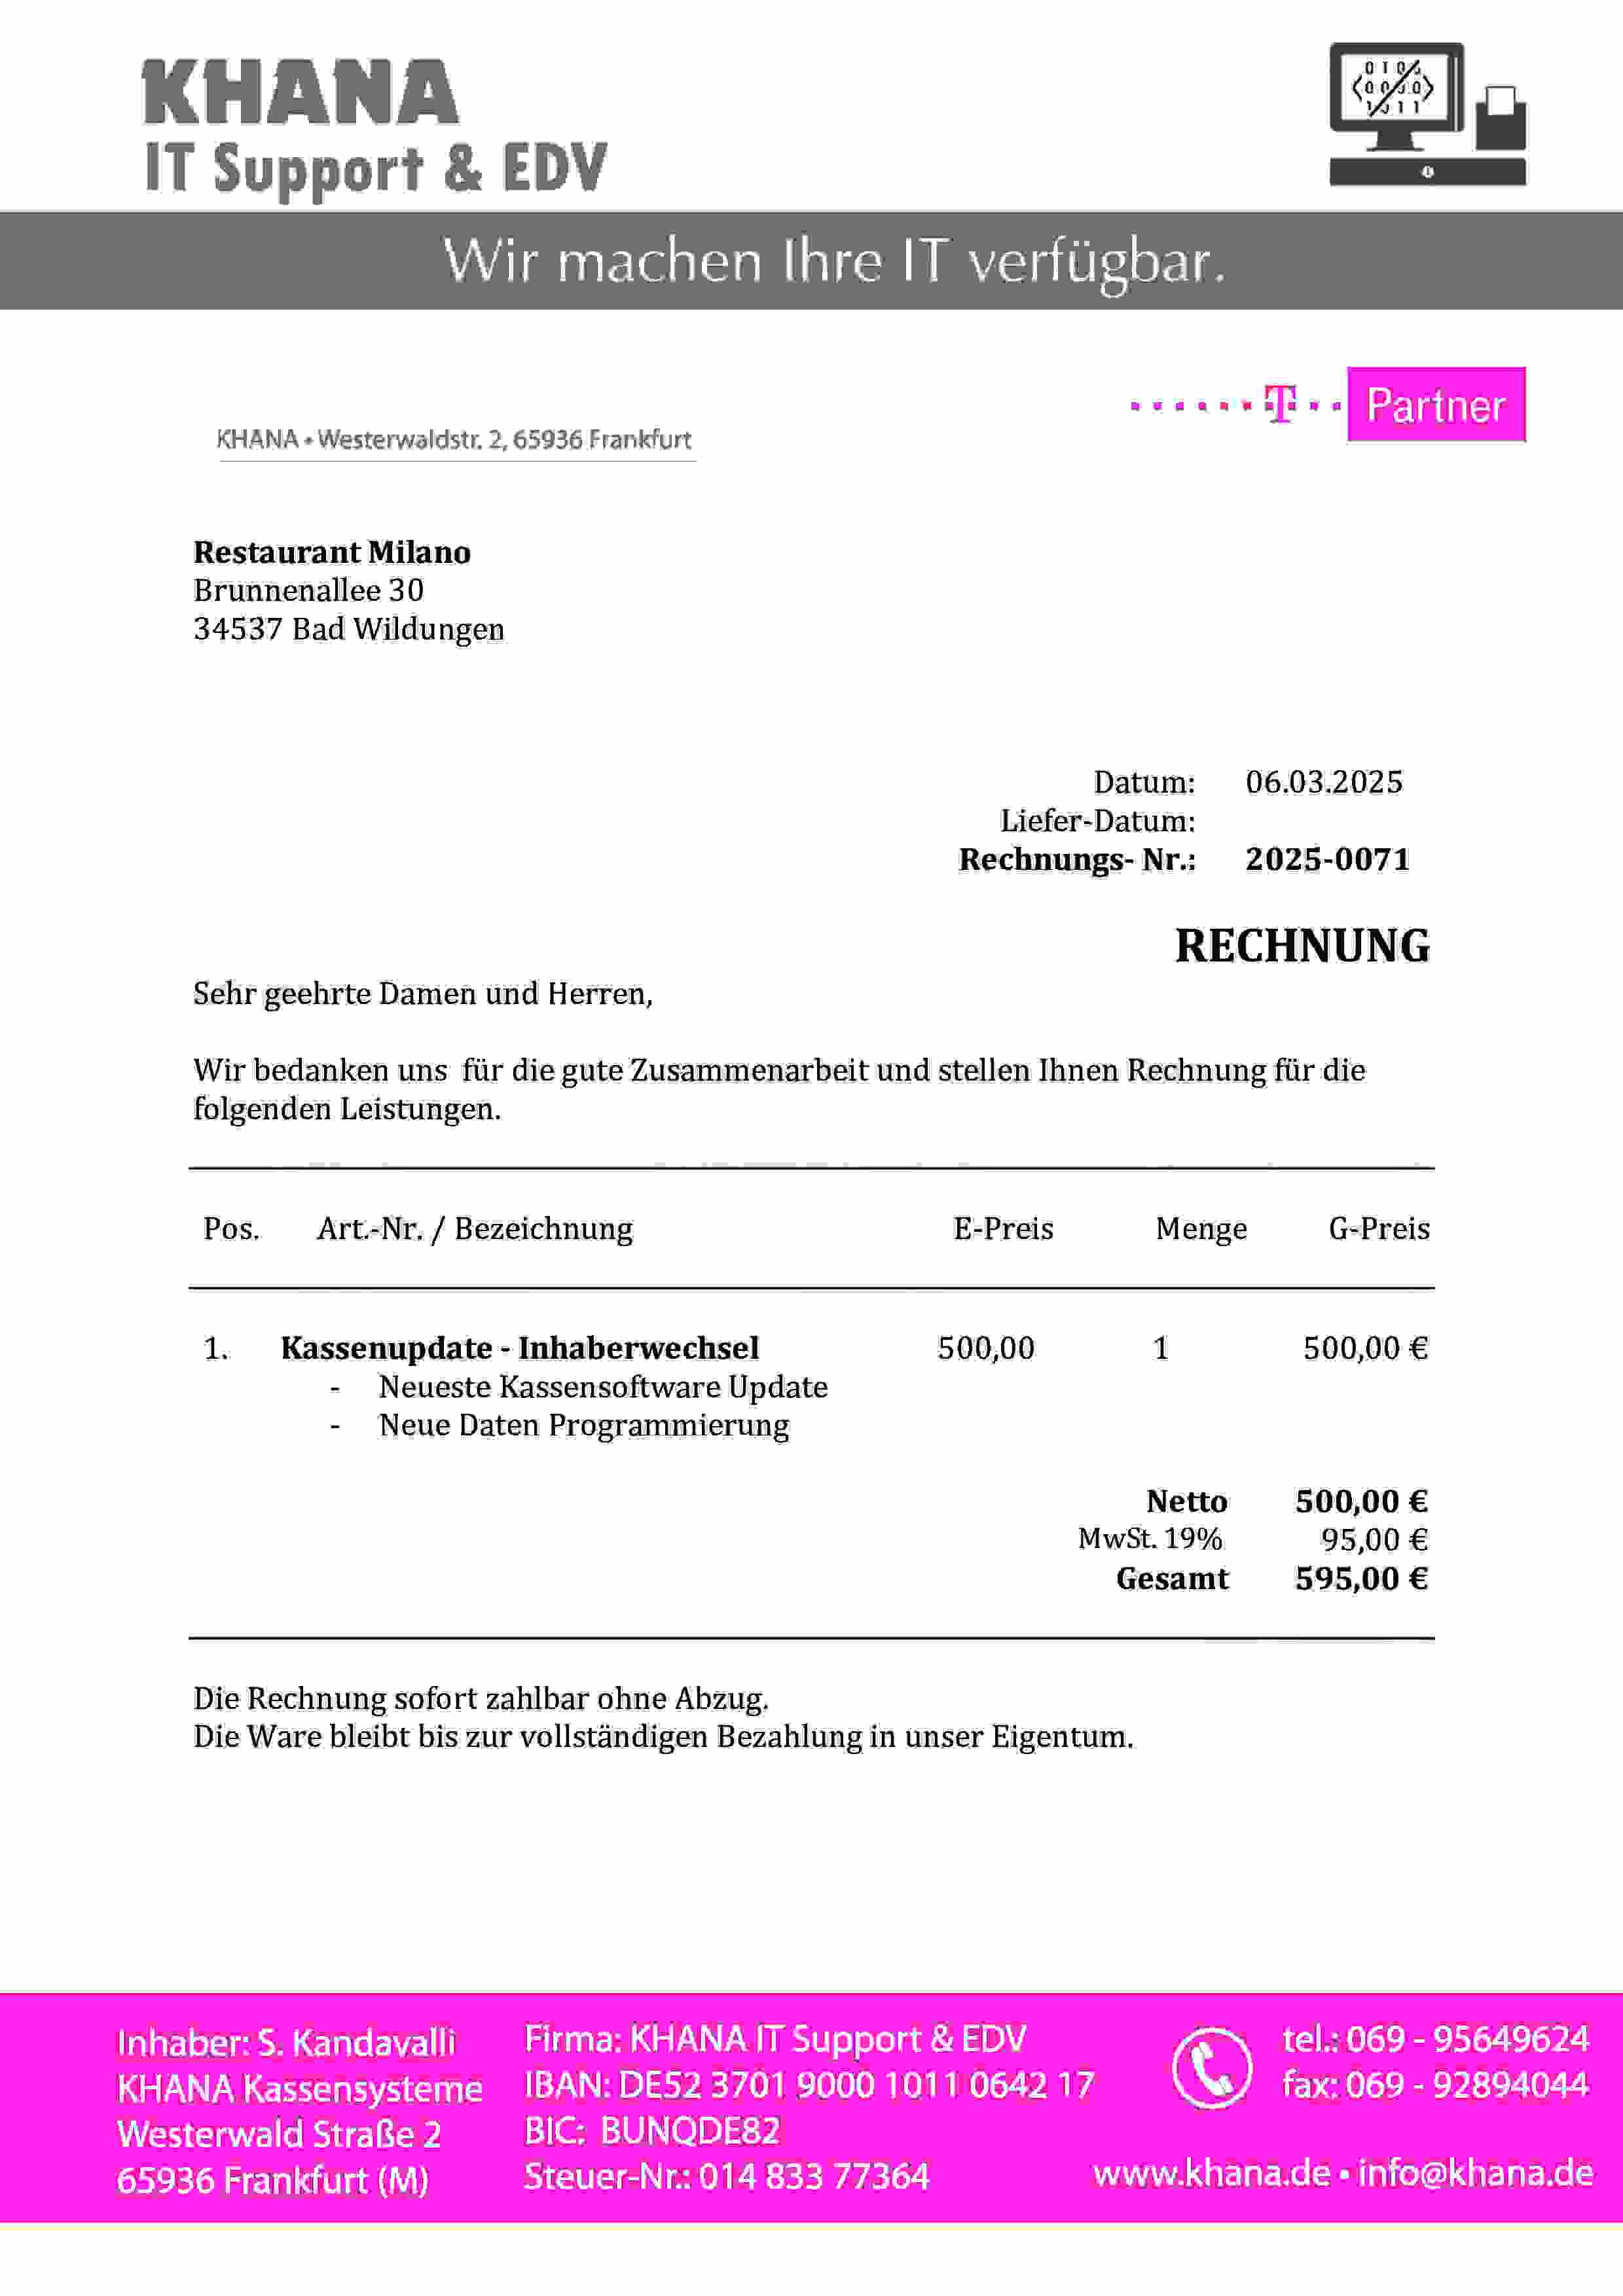 KHANA
IT Support & EDV
Wir machen Ihre IT verfügbar.
T Partner
KHANA • Westerwaldstr. 2, 65936 Frankfurt
Restaurant Milano
Brunnenallee 30
34537 Bad Wildungen
Datum: 06.03.2025
Liefer-Datum:
Rechnungs- Nr.: 2025-0071
RECHNUNG
Sehr geehrte Damen und Herren,
Wir bedanken uns für die gute Zusammenarbeit und stellen Ihnen Rechnung für die
folgenden Leistungen.
Pos. Art.-Nr. / Bezeichnung E-Preis Menge G-Preis
1. Kassenupdate - Inhaberwechsel 500,00 1 500,00 €
- Neueste Kassensoftware Update
- Neue Daten Programmierung
Netto 500,00 €
MwSt. 19% 95,00 €
Gesamt 595,00 €
Die Rechnung sofort zahlbar ohne Abzug.
Die Ware bleibt bis zur vollständigen Bezahlung in unser Eigentum.
Inhaber: S. Kandavalli
KHANA Kassensysteme
Westerwald Straße 2
65936 Frankfurt (M)
Firma: KHANA IT Support & EDV
IBAN: DE52 3701 9000 1011 0642 17
BIC: BUNQDE82
Steuer-Nr.: 014 833 77364
tel.: 069 - 95649624
fax: 069 - 92894044
www.khana.de • info@khana.de